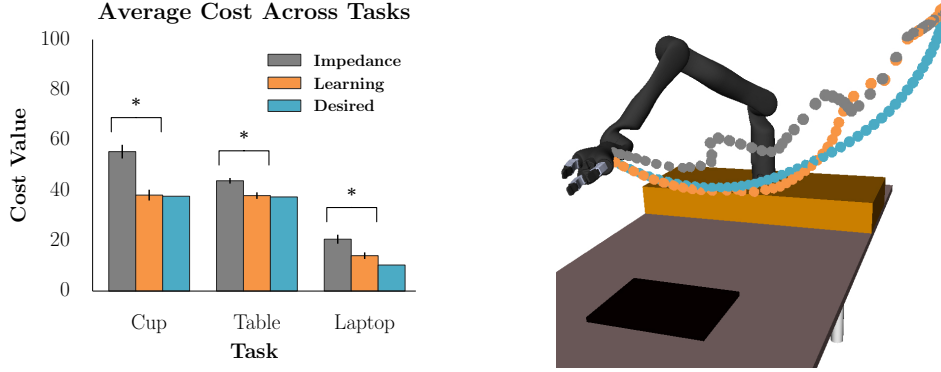 Average Cost Across Tasks
100
80
60
40
20
0
Cost Value
Impedance
Learning
Desired
*
*
*
Cup
Table
Laptop
Task